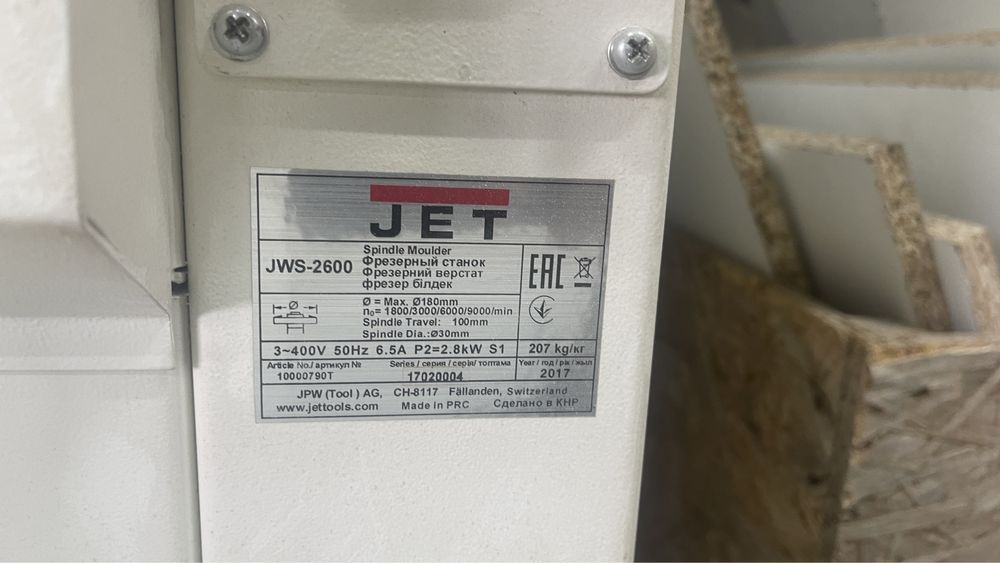 JET
JWS-2600
Spindle Moulder
Фрезерный станок
Фрезерний верстат
фрезер білдек
EAC
Ø
Ø = Max. Ø180mm
n₀= 1800/3000/6000/9000/min
Spindle Travel: 100mm
Spindle Dia.:Ø30mm
3~400V 50Hz 6.5A P2=2.8kW S1
207 kg/кг
Article No./ артикул №
10000790T
Series / серия / серія/ топтама
17020004
Year / год / рік / жыл
2017
JPW (Tool ) AG, CH-8117 Fällanden, Switzerland
www.jettools.com Made in PRC Сделано в КНР